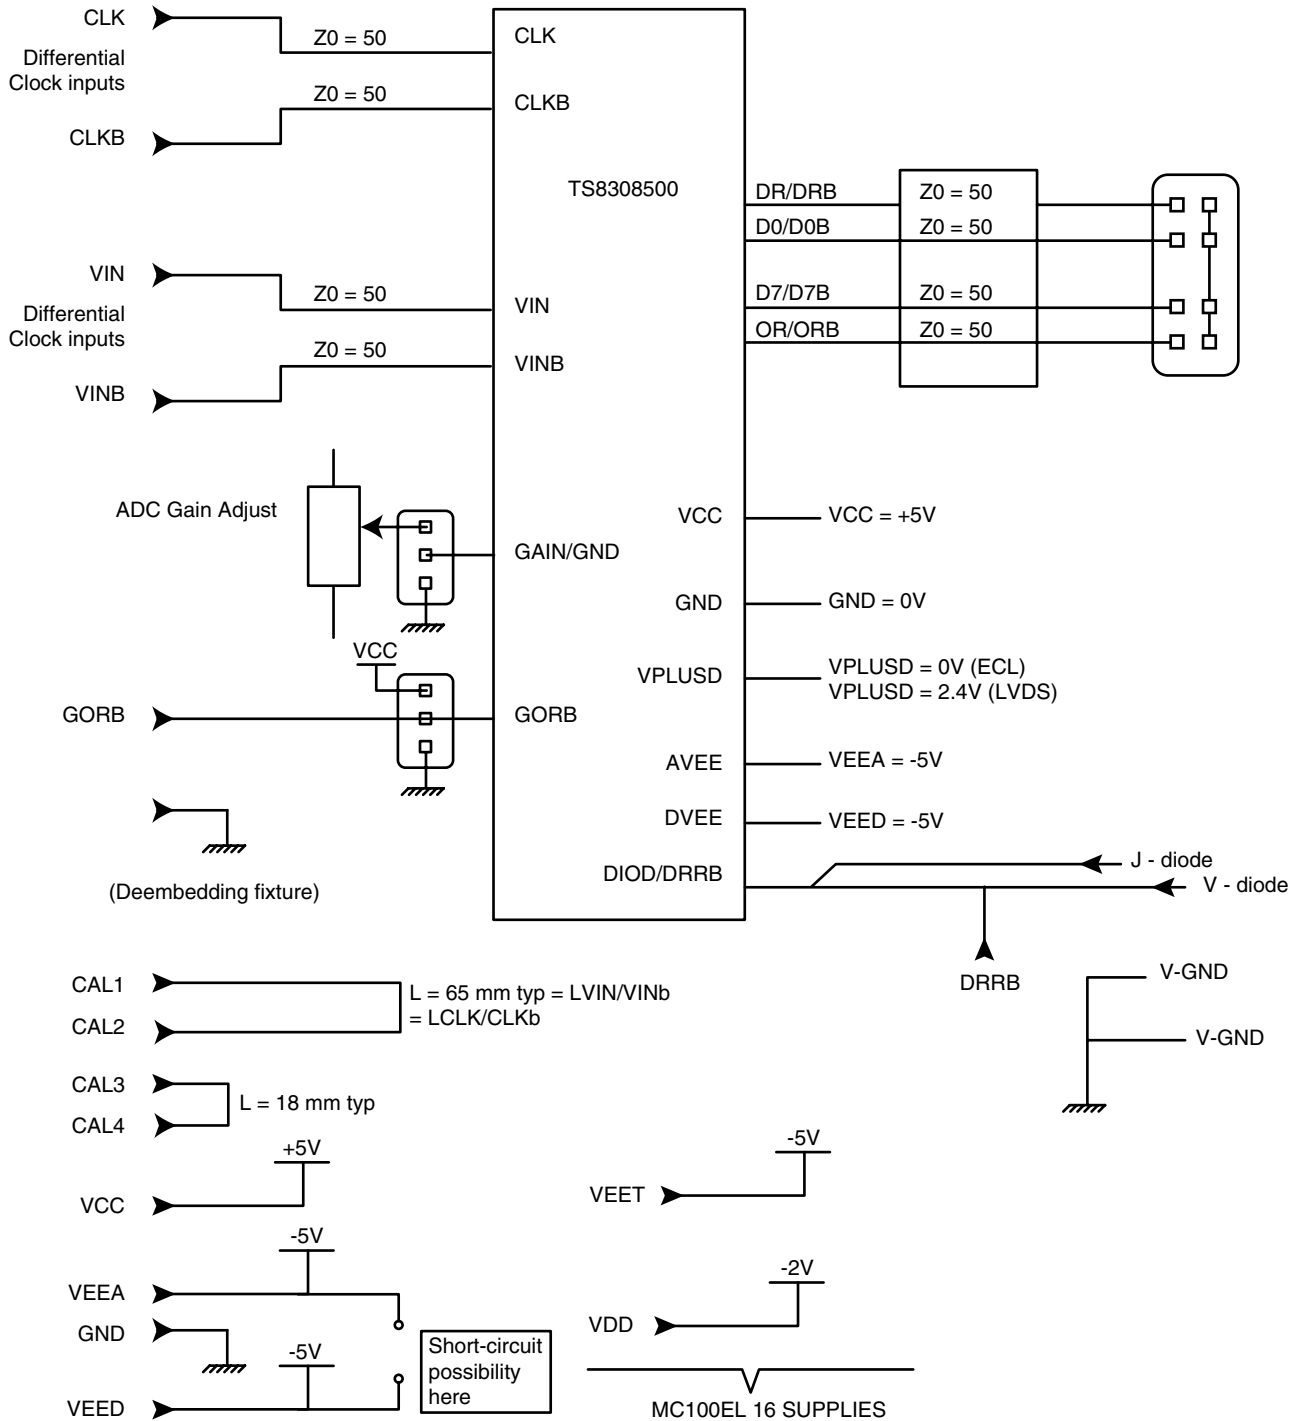 CLK
Z0 = 50
CLK
Differential
Clock inputs
Z0 = 50
CLKB
CLKB
TS8308500
DR/DRB
Z0 = 50
D0/D0B
Z0 = 50
D7/D7B
Z0 = 50
OR/ORB
Z0 = 50
VIN
Z0 = 50
VIN
Differential
Clock inputs
Z0 = 50
VINB
VINB
ADC Gain Adjust
GAIN/GND
VCC
VCC = +5V
GND
GND = 0V
VCC
VPLUSD
VPLUSD = 0V (ECL)
VPLUSD = 2.4V (LVDS)
GORB
GORB
AVEE
VEEA = -5V
DVEE
VEED = -5V
DIOD/DRRB
J - diode
V - diode
(Deembedding fixture)
DRRB
V-GND
V-GND
CAL1
CAL2
L = 65 mm typ = LVIN/VINb
= LCLK/CLKb
CAL3
CAL4
L = 18 mm typ
+5V
VCC
-5V
VEET
-5V
VEEA
GND
-2V
VDD
-5V
VEED
Short-circuit
possibility
here
MC100EL 16 SUPPLIES